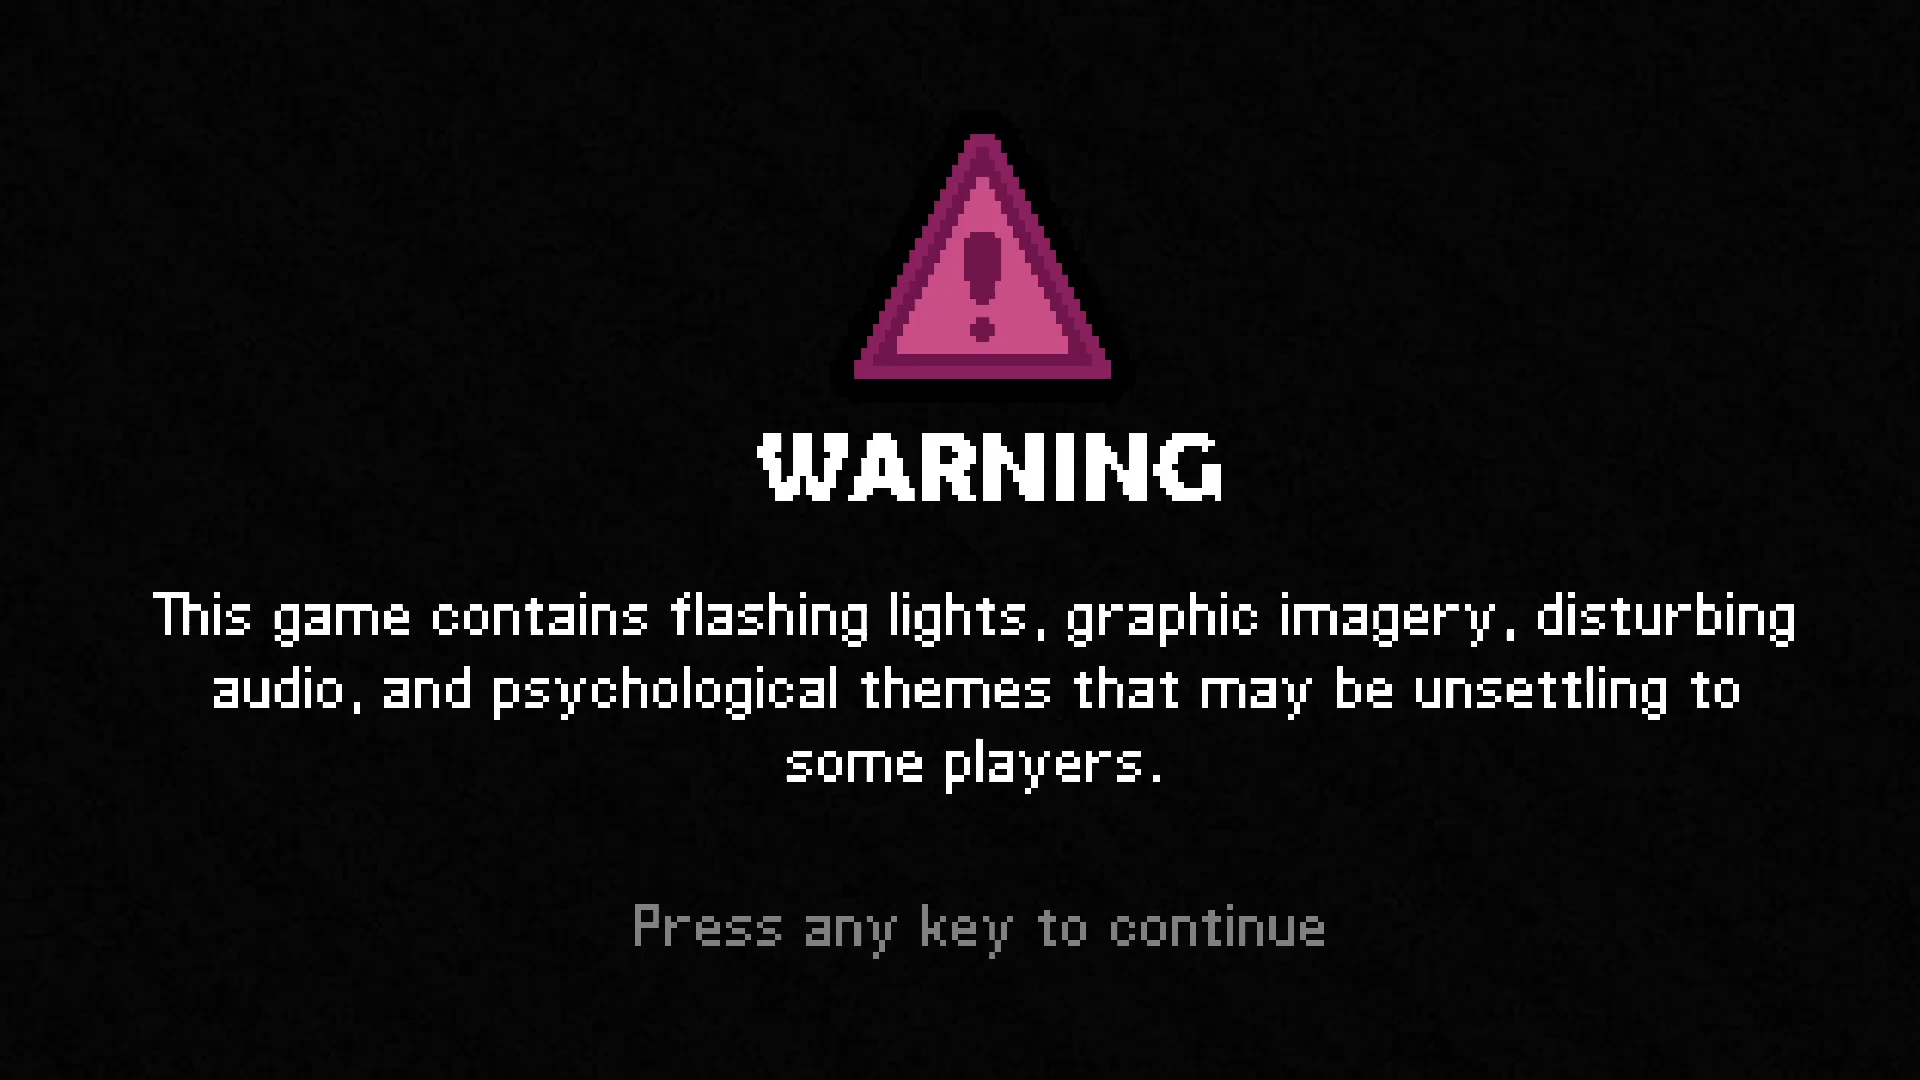 WARNING
This game contains flashing lights, graphic imagery, disturbing
audio, and psychological themes that may be unsettling to
some players.
Press any key to continue